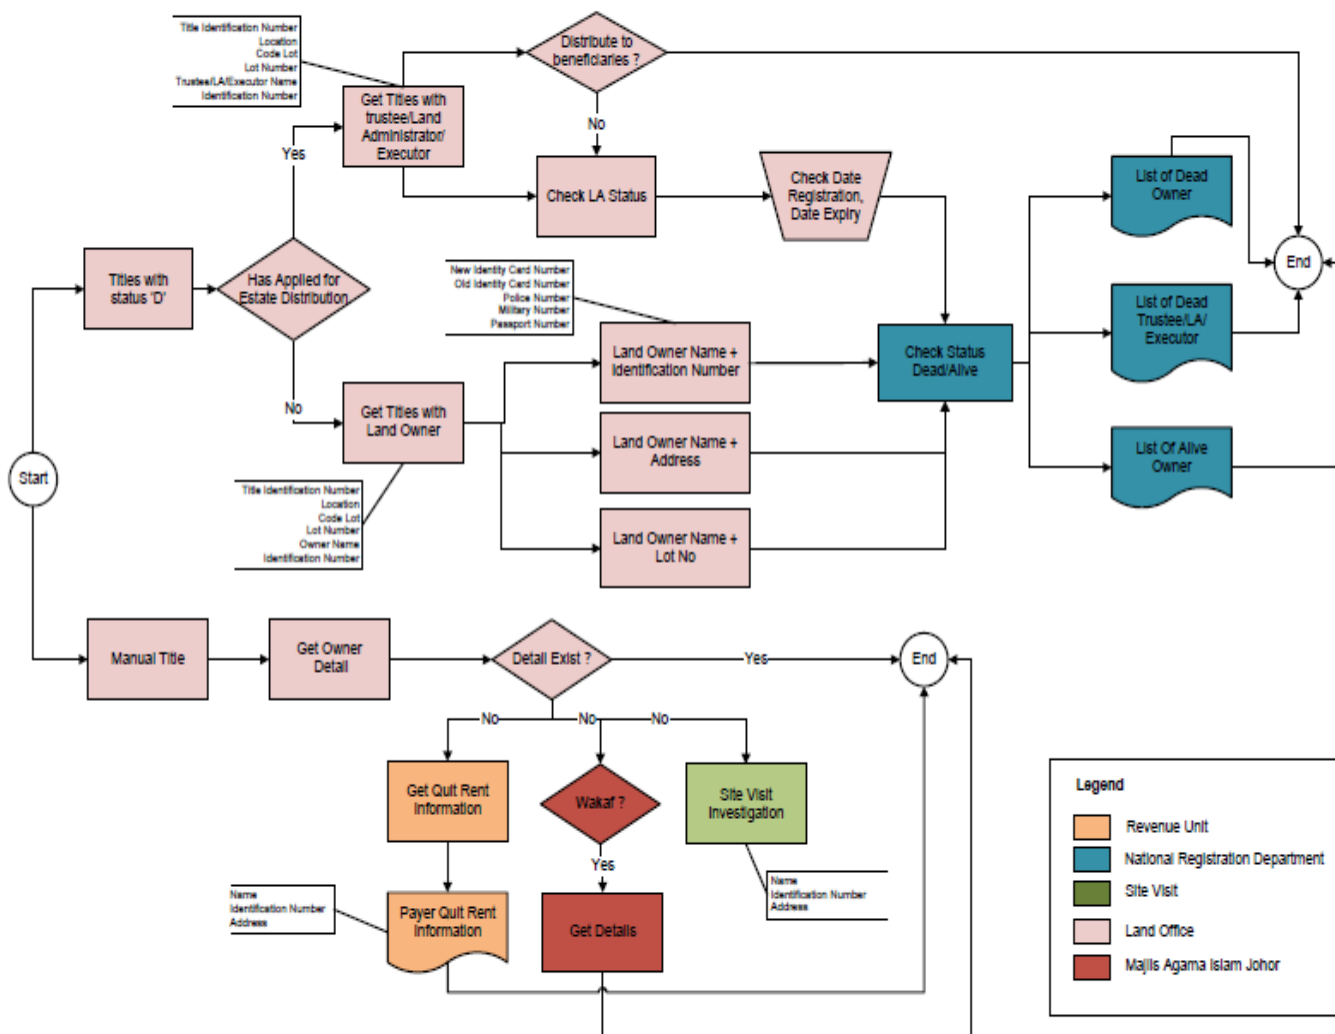 Title Identification Number
Location
Code Lot
Lot Number
Trustee/LA/Executor Name
Identification Number
Distribute to
beneficiaries ?
Get Titles with
trustee/Land
Administrator/
Executor
Yes
No
Check LA Status
Check Date
Registration,
Date Expiry
List of Dead
Owner
End
Titles with
status 'D'
Has Applied for
Estate Distribution
New Identity Card Number
Old Identity Card Number
Police Number
Military Number
Passport Number
Land Owner Name +
Identification Number
Check Status
Dead/Alive
List of Dead
Trustee/LA/
Executor
No
Get Titles with
Land Owner
Land Owner Name +
Address
List Of Alive
Owner
Start
Title Identification Number
Location
Code Lot
Lot Number
Owner Name
Identification Number
Land Owner Name +
Lot No
Manual Title
Get Owner
Detail
Detail Exist ?
Yes
End
No
No
No
Get Quit Rent
Information
Wakaf ?
Site Visit
Investigation
Yes
Name
Identification Number
Address
Payer Quit Rent
Information
Get Details
Name
Identification Number
Address
Legend
Revenue Unit
National Registration Department
Site Visit
Land Office
Majlis Agama Islam Johor